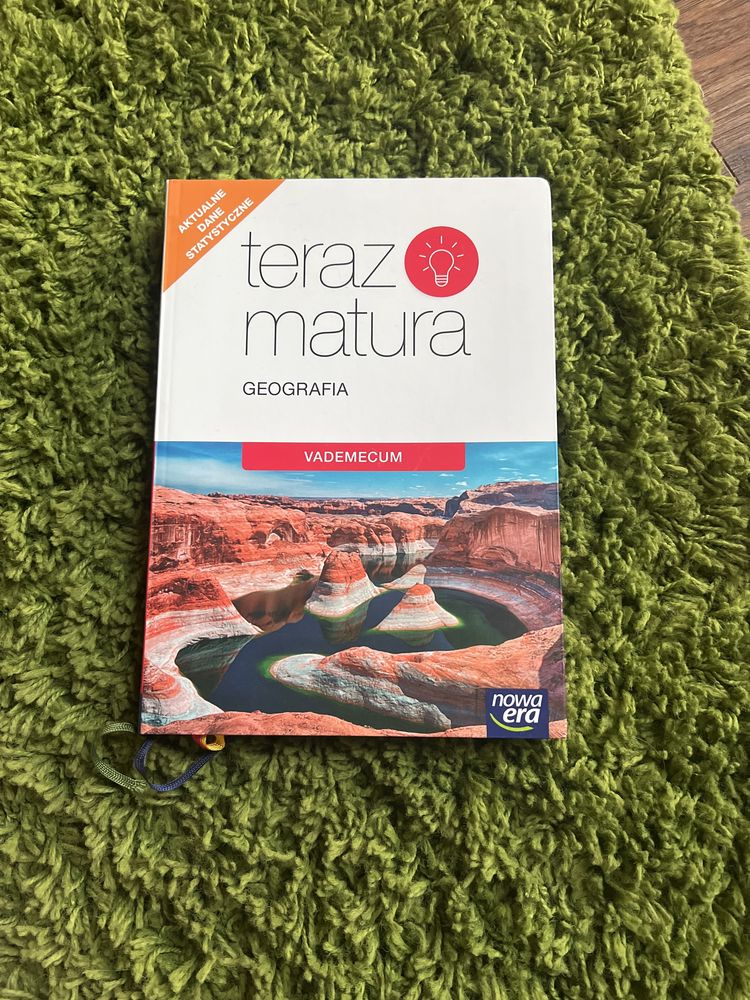 AKTUALNE
DANE
STATYSTYCZNE
teraz
matura
GEOGRAFIA
VADEMECUM
nowa
era